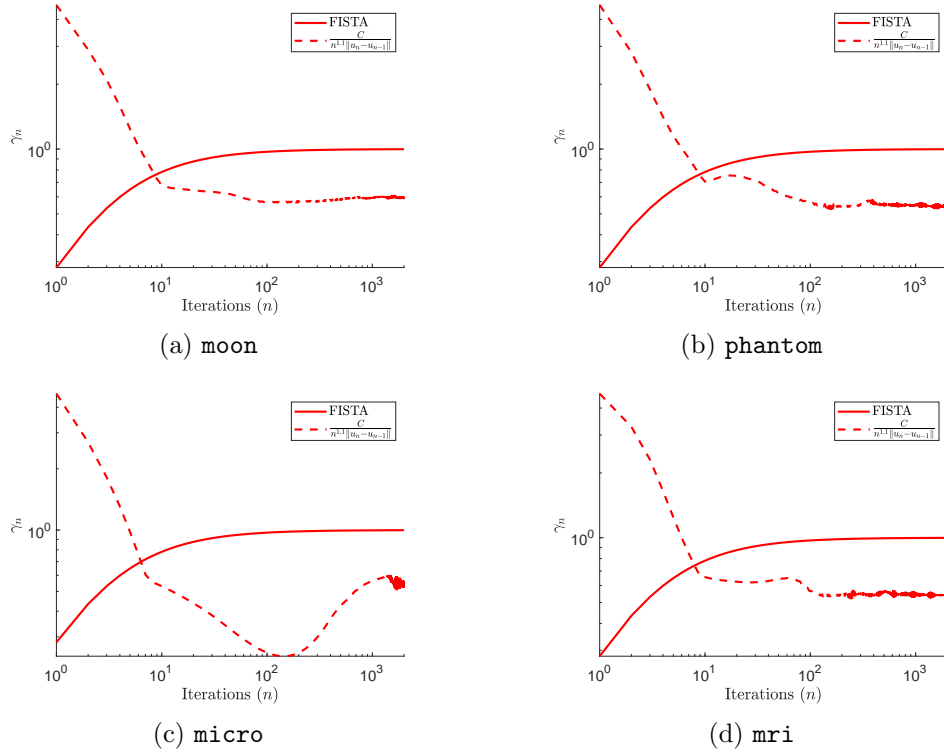 FISTA
C / n^{1.1}‖u_n−u_{n−1}‖
γ_n
10^0
10^0 10^1 10^2 10^3
Iterations (n)
(a) moon
FISTA
C / n^{1.1}‖u_n−u_{n−1}‖
γ_n
10^0
10^0 10^1 10^2 10^3
Iterations (n)
(b) phantom
FISTA
C / n^{1.1}‖u_n−u_{n−1}‖
γ_n
10^0
10^0 10^1 10^2 10^3
Iterations (n)
(c) micro
FISTA
C / n^{1.1}‖u_n−u_{n−1}‖
γ_n
10^0
10^0 10^1 10^2 10^3
Iterations (n)
(d) mri